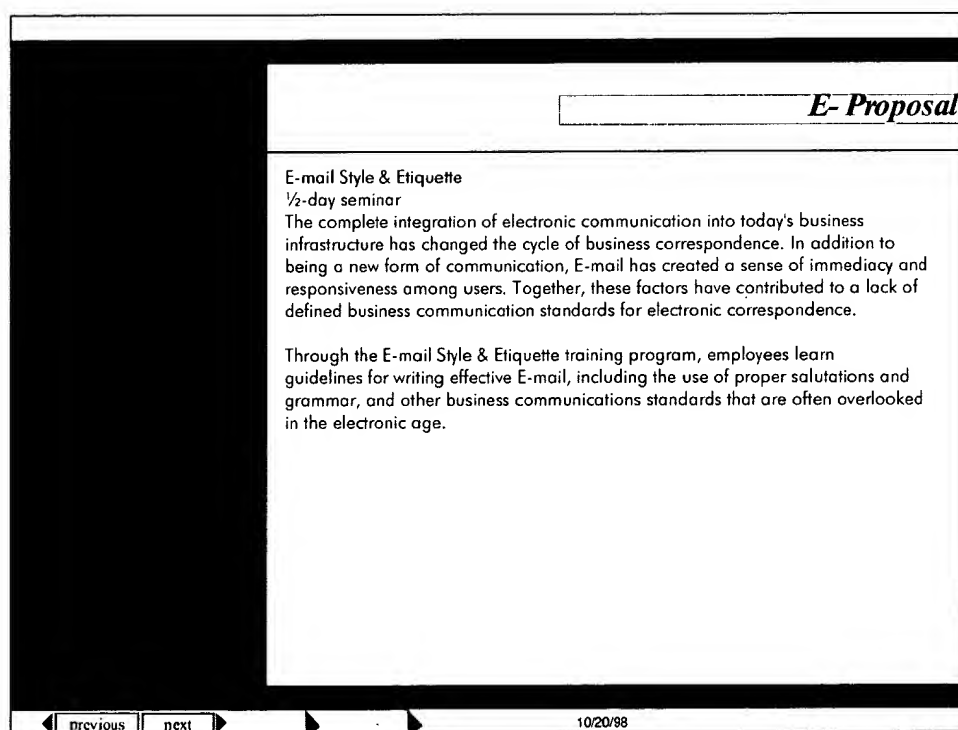 E- Proposal
E-mail Style & Etiquette
½-day seminar
The complete integration of electronic communication into today's business
infrastructure has changed the cycle of business correspondence. In addition to
being a new form of communication, E-mail has created a sense of immediacy and
responsiveness among users. Together, these factors have contributed to a lack of
defined business communication standards for electronic correspondence.
Through the E-mail Style & Etiquette training program, employees learn
guidelines for writing effective E-mail, including the use of proper salutations and
grammar, and other business communications standards that are often overlooked
in the electronic age.
previous next 10/20/98